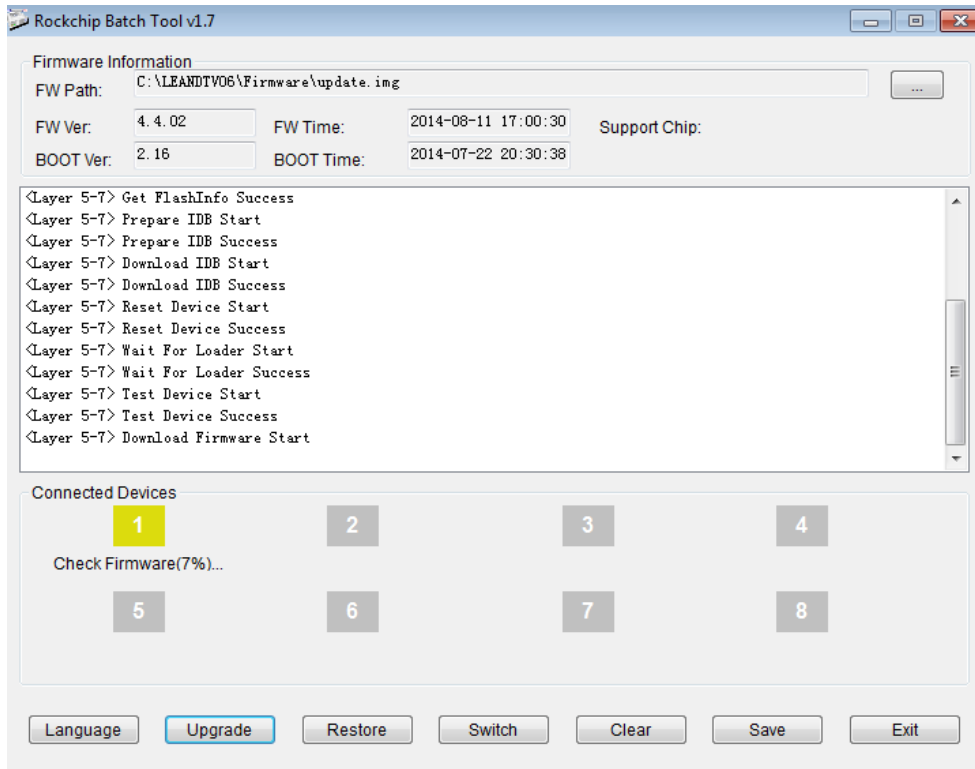 Rockchip Batch Tool v1.7
Firmware Information
FW Path: C:\LEANDTV06\Firmware\update.img ...
FW Ver: 4.4.02 FW Time: 2014-08-11 17:00:30 Support Chip:
BOOT Ver: 2.16 BOOT Time: 2014-07-22 20:30:38
<Layer 5-7> Get FlashInfo Success
<Layer 5-7> Prepare IDB Start
<Layer 5-7> Prepare IDB Success
<Layer 5-7> Download IDB Start
<Layer 5-7> Download IDB Success
<Layer 5-7> Reset Device Start
<Layer 5-7> Reset Device Success
<Layer 5-7> Wait For Loader Start
<Layer 5-7> Wait For Loader Success
<Layer 5-7> Test Device Start
<Layer 5-7> Test Device Success
<Layer 5-7> Download Firmware Start
Connected Devices
1 2 3 4
Check Firmware(7%)...
5 6 7 8
Language Upgrade Restore Switch Clear Save Exit